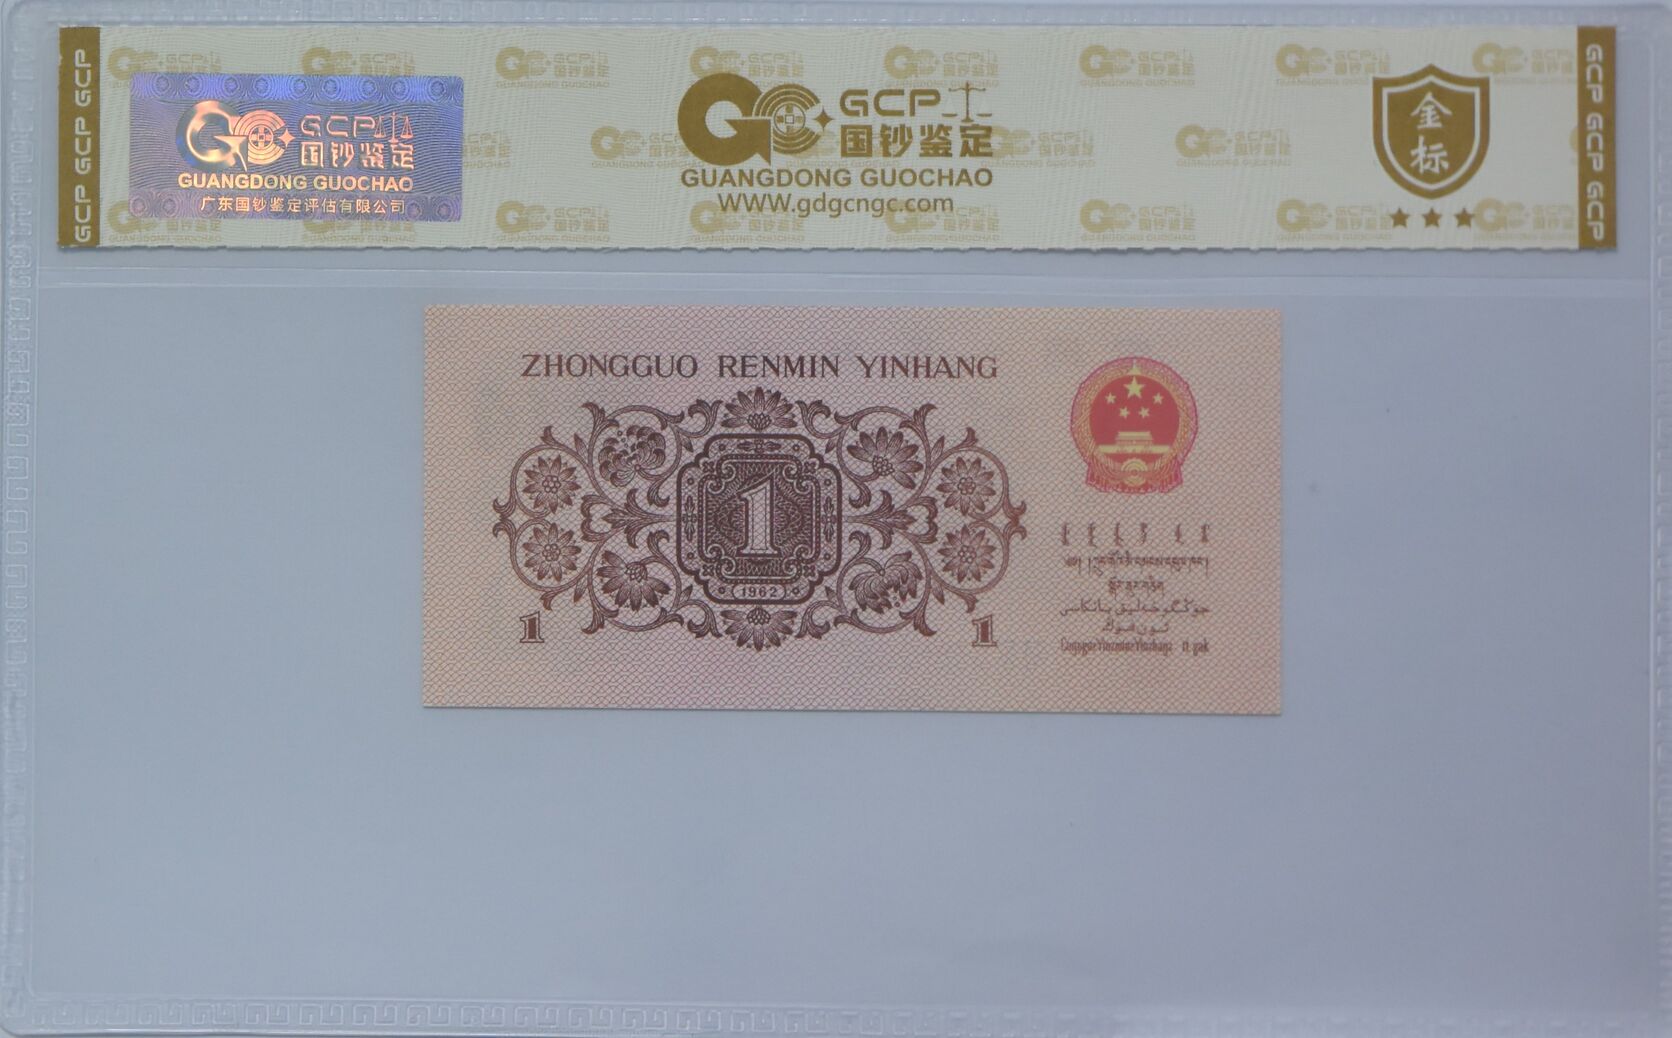 GCP GCP GCP
GCP
国钞鉴定
GUANGDONG GUOCHAO
广东国钞鉴定评估有限公司
GCP
国钞鉴定
GUANGDONG GUOCHAO
www.gdgcngc.com
金标
GCP GCP GCP
ZHONGGUO RENMIN YINHANG
1
1962
1
1